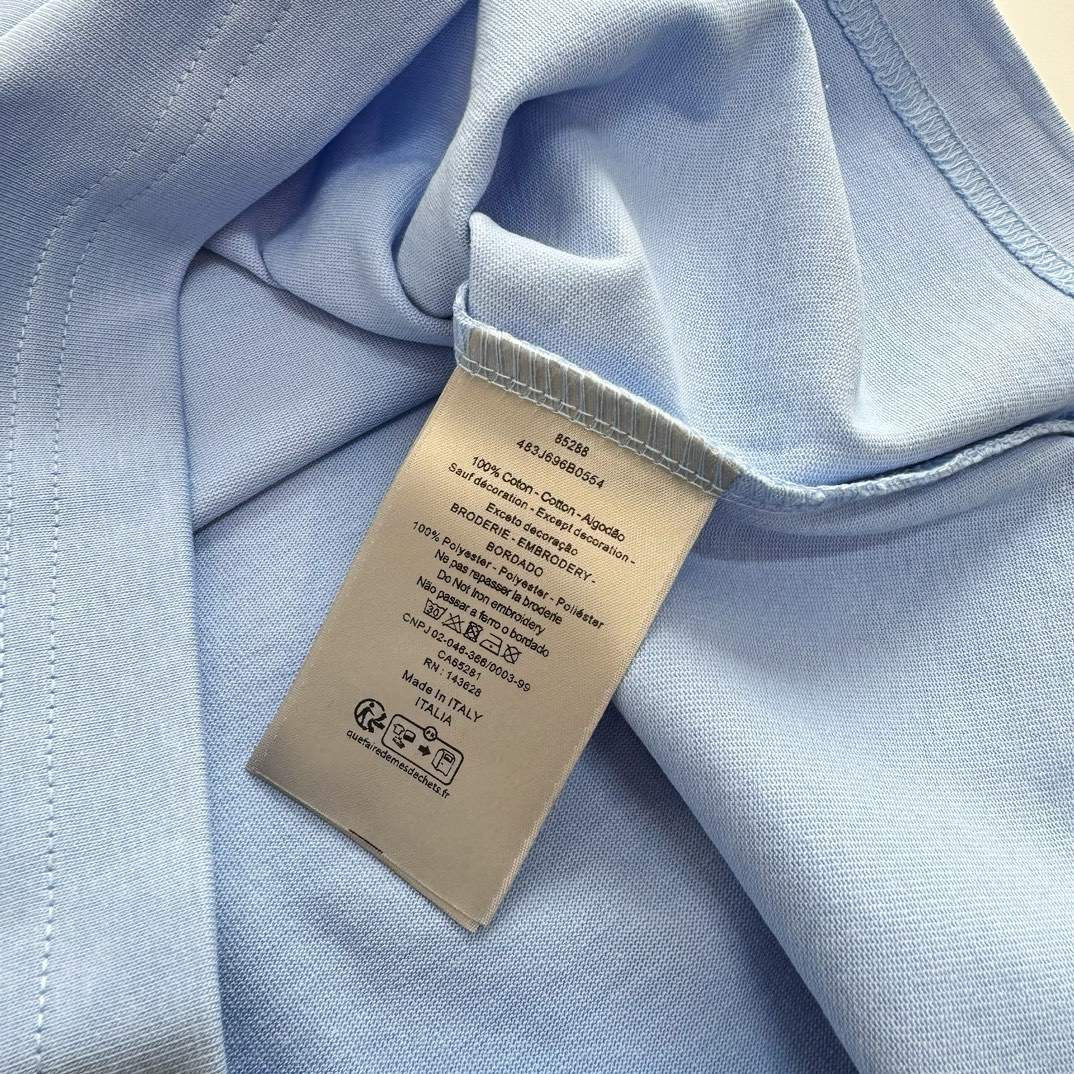 85288
483J696B0554
100% Coton - Cotton - Algodão
Sauf décoration - Except decoration -
Exceto decoração
BRODERIE - EMBRODERY -
BORDADO
100% Polyester - Polyester - Poliéster
Ne pas repasser la broderie
Do Not Iron embroidery
Não passar a ferro o bordado
30
CNPJ 02-046-366/0003-99
CA65281
RN : 143628
Made In ITALY
ITALIA
quefairedemesdechets.fr